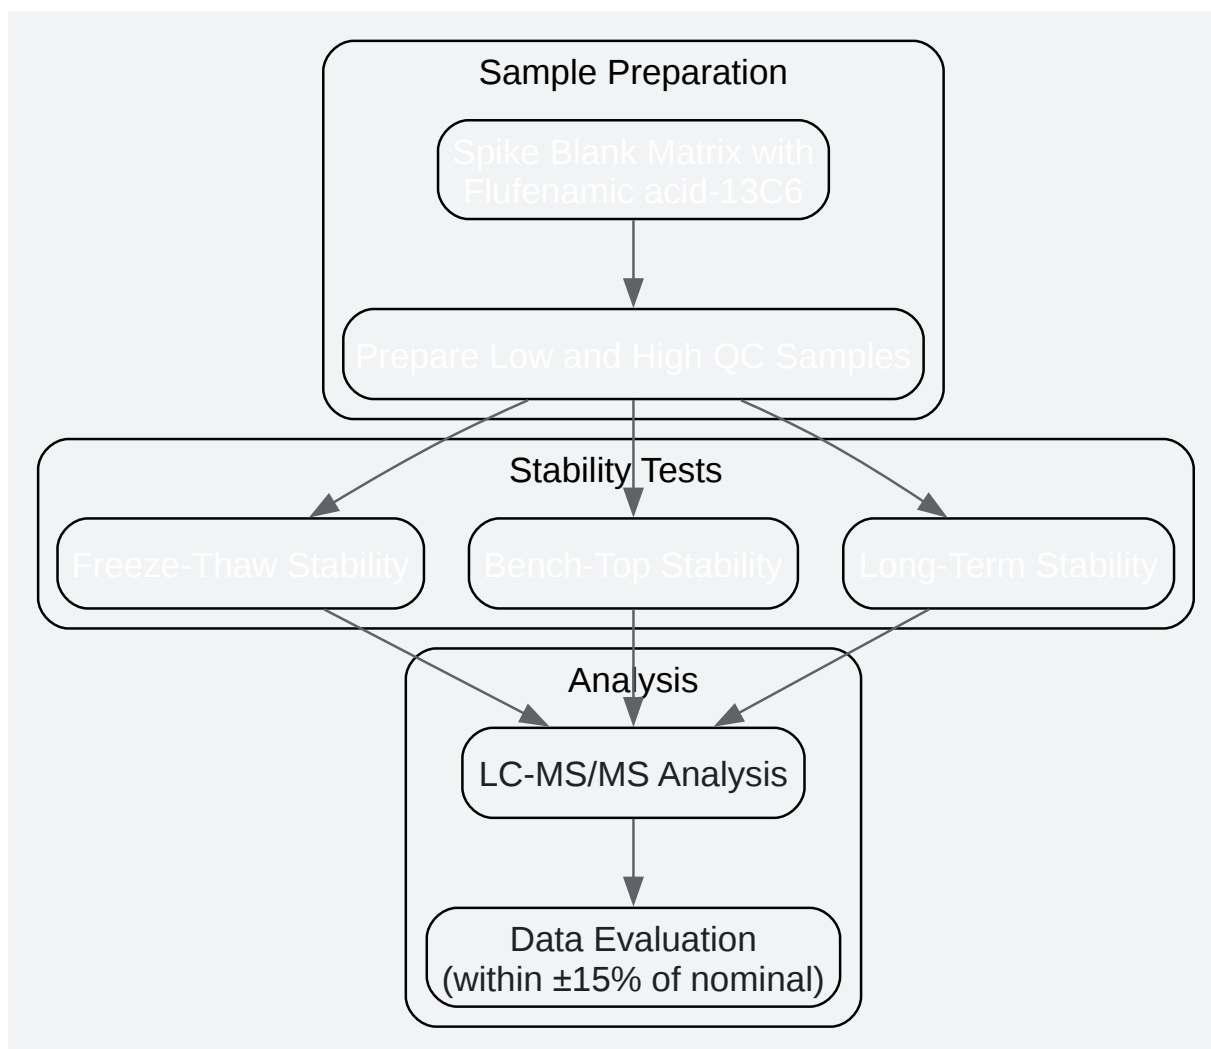 Sample Preparation
Spike Blank Matrix with
Flufenamic acid-13C6
Prepare Low and High QC Samples
Stability Tests
Freeze-Thaw Stability
Bench-Top Stability
Long-Term Stability
Analysis
LC-MS/MS Analysis
Data Evaluation
(within ±15% of nominal)